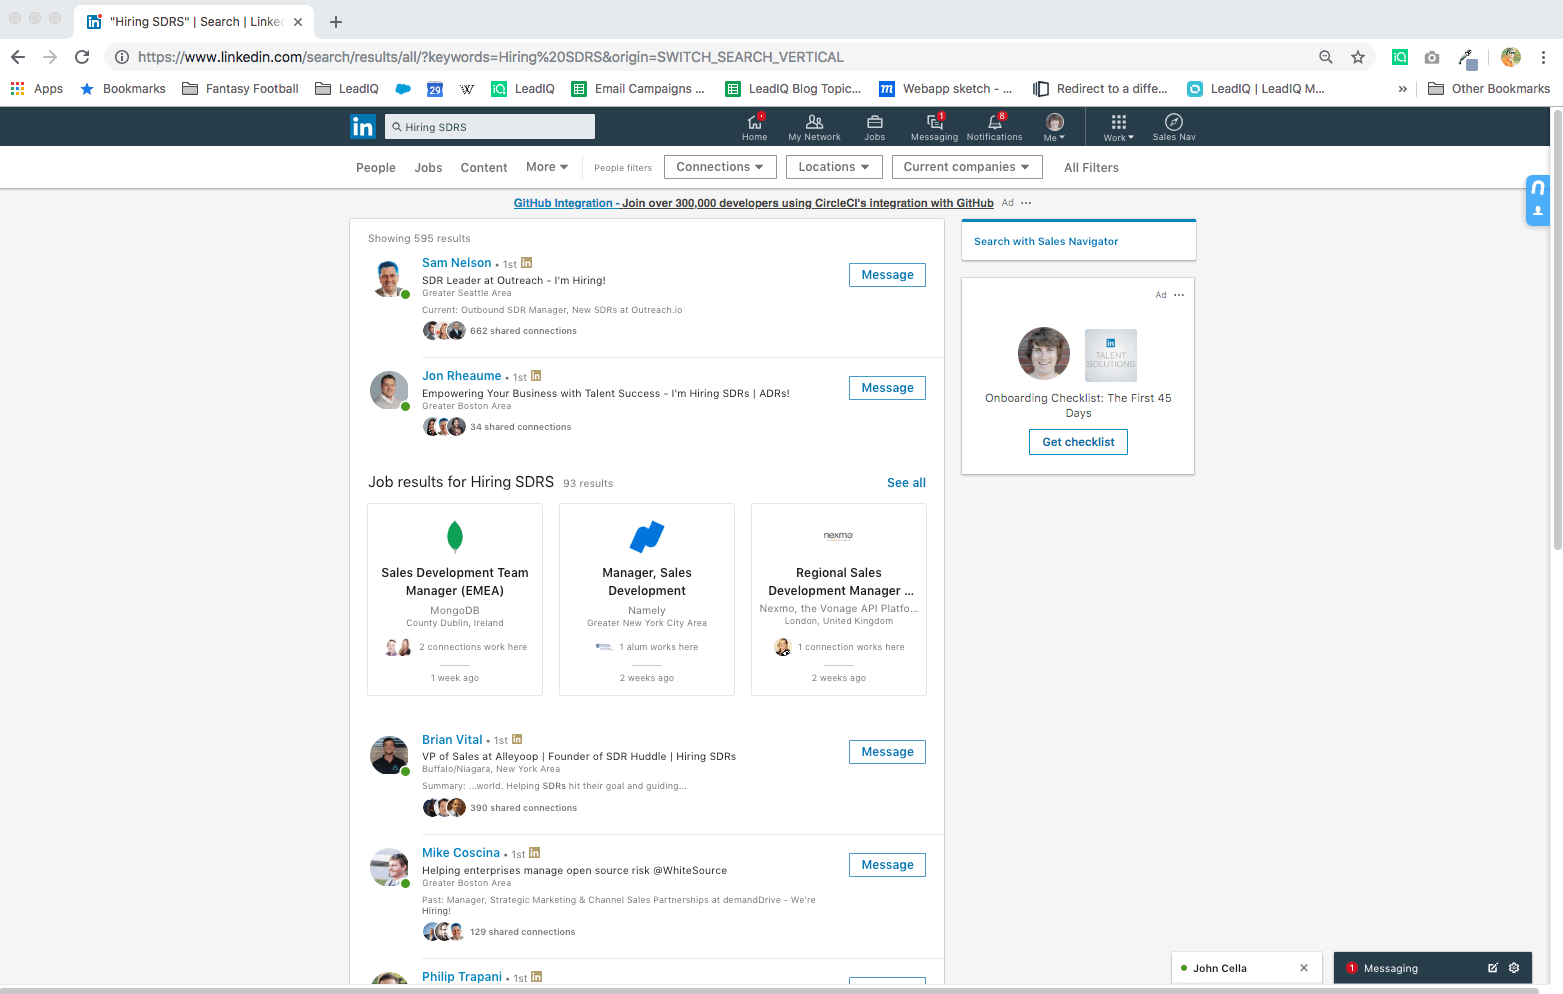 "Hiring SDRS" | Search | Linke
https://www.linkedin.com/search/results/all/?keywords=Hiring%20SDRS&origin=SWITCH_SEARCH_VERTICAL
Apps Bookmarks Fantasy Football LeadIQ 29 W LeadIQ Email Campaigns ... LeadIQ Blog Topic... Webapp sketch - ... Redirect to a diffe... LeadIQ | LeadIQ M... » Other Bookmarks
in Hiring SDRS Home My Network Jobs 1 Messaging 8 Notifications Me Work Sales Nav
People Jobs Content More People filters Connections Locations Current companies All Filters
GitHub Integration - Join over 300,000 developers using CircleCI's integration with GitHub Ad ...
Showing 595 results
Sam Nelson • 1st in
SDR Leader at Outreach - I'm Hiring!
Greater Seattle Area
Current: Outbound SDR Manager, New SDRs at Outreach.io
662 shared connections
Message
Jon Rheaume • 1st in
Empowering Your Business with Talent Success - I'm Hiring SDRs | ADRs!
Greater Boston Area
34 shared connections
Message
Job results for Hiring SDRS 93 results See all
Sales Development Team
Manager (EMEA)
MongoDB
County Dublin, Ireland
2 connections work here
1 week ago
Manager, Sales
Development
Namely
Greater New York City Area
1 alum works here
2 weeks ago
nexmo
Regional Sales
Development Manager ...
Nexmo, the Vonage API Platfo...
London, United Kingdom
1 connection works here
2 weeks ago
Brian Vital • 1st in
VP of Sales at Alleyoop | Founder of SDR Huddle | Hiring SDRs
Buffalo/Niagara, New York Area
Summary: ...world. Helping SDRs hit their goal and guiding...
390 shared connections
Message
Mike Coscina • 1st in
Helping enterprises manage open source risk @WhiteSource
Greater Boston Area
Past: Manager, Strategic Marketing & Channel Sales Partnerships at demandDrive - We're
Hiring!
129 shared connections
Message
Philip Trapani • 1st in
Search with Sales Navigator
Ad ...
in
TALENT
SOLUTIONS
Onboarding Checklist: The First 45
Days
Get checklist
John Cella
1 Messaging